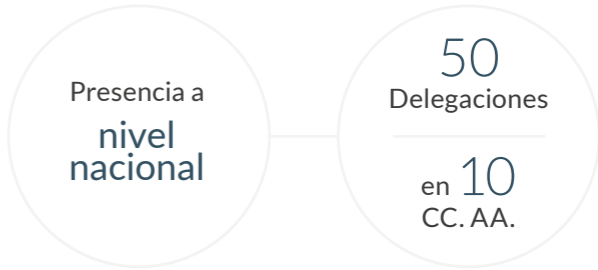 Presencia a
nivel
nacional
50
Delegaciones
en 10
CC. AA.